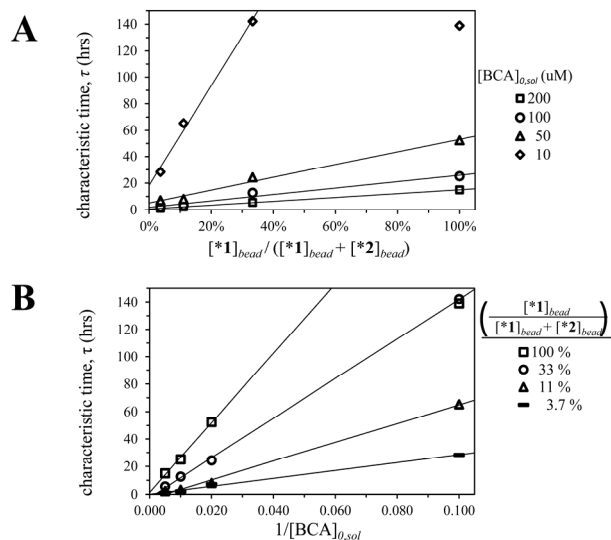 A
characteristic time, τ (hrs)
140
120
100
80
60
40
20
0
0% 20% 40% 60% 80% 100%
[*1]bead / ([*1]bead + [*2]bead)
[BCA]0,sol (uM)
200
100
50
10
B
characteristic time, τ (hrs)
140
120
100
80
60
40
20
0
0.000 0.020 0.040 0.060 0.080 0.100
1/[BCA]0,sol
( [*1]bead
[*1]bead + [*2]bead )
100 %
33 %
11 %
3.7 %